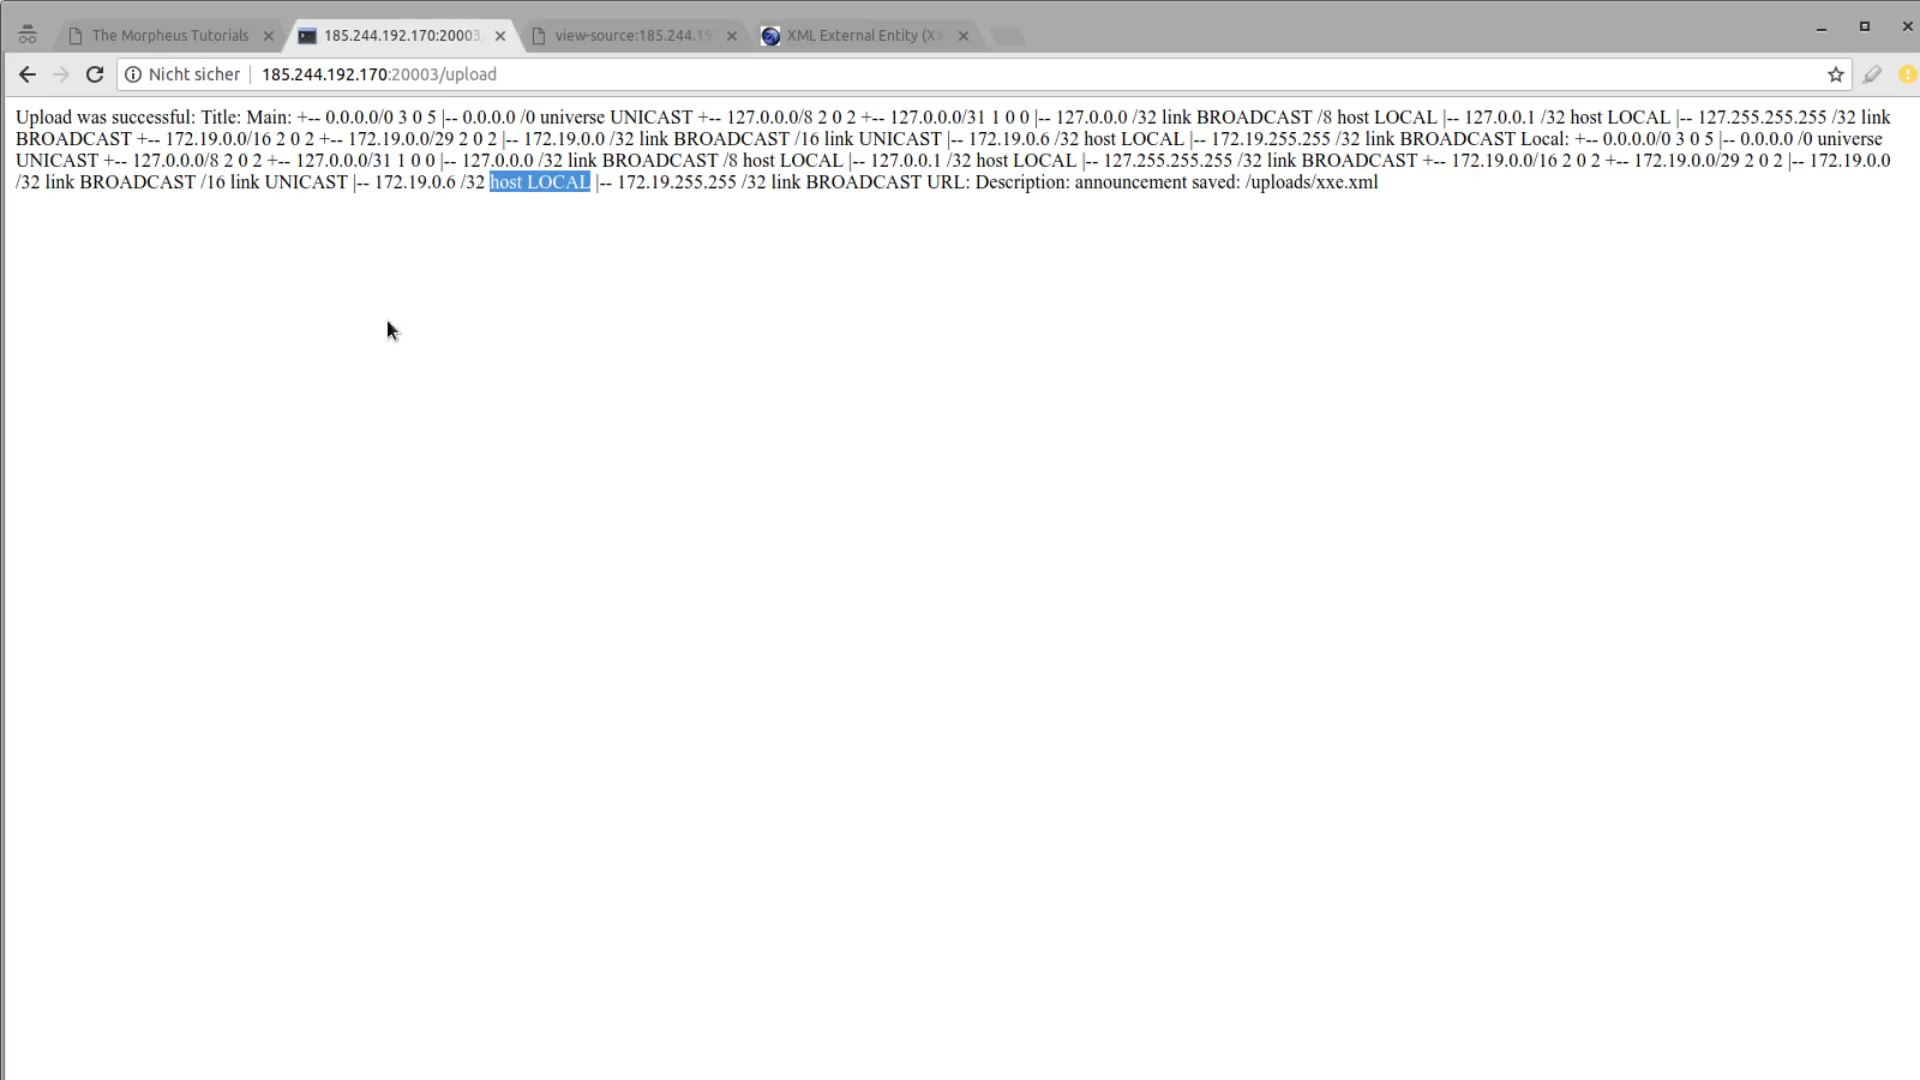 The Morpheus Tutorials
185.244.192.170:20003
view-source:185.244.19
XML External Entity (XX
Nicht sicher
185.244.192.170:20003/upload
Upload was successful: Title: Main: +-- 0.0.0.0/0 3 0 5 |-- 0.0.0.0 /0 universe UNICAST +-- 127.0.0.0/8 2 0 2 +-- 127.0.0.0/31 1 0 0 |-- 127.0.0.0 /32 link BROADCAST /8 host LOCAL |-- 127.0.0.1 /32 host LOCAL |-- 127.255.255.255 /32 link
BROADCAST +-- 172.19.0.0/16 2 0 2 +-- 172.19.0.0/29 2 0 2 |-- 172.19.0.0 /32 link BROADCAST /16 link UNICAST |-- 172.19.0.6 /32 host LOCAL |-- 172.19.255.255 /32 link BROADCAST Local: +-- 0.0.0.0/0 3 0 5 |-- 0.0.0.0 /0 universe
UNICAST +-- 127.0.0.0/8 2 0 2 +-- 127.0.0.0/31 1 0 0 |-- 127.0.0.0 /32 link BROADCAST /8 host LOCAL |-- 127.0.0.1 /32 host LOCAL |-- 127.255.255.255 /32 link BROADCAST +-- 172.19.0.0/16 2 0 2 +-- 172.19.0.0/29 2 0 2 |-- 172.19.0.0
/32 link BROADCAST /16 link UNICAST |-- 172.19.0.6 /32 host LOCAL |-- 172.19.255.255 /32 link BROADCAST URL: Description: announcement saved: /uploads/xxe.xml